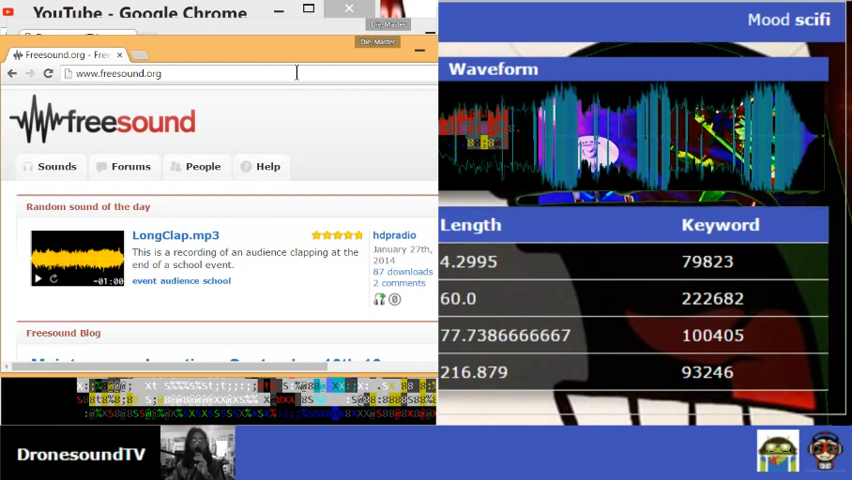 YouTube - Google Chrome
Die-Master
Die-Master
Freesound.org - Free
www.freesound.org
freesound
Sounds
Forums
People
Help
Random sound of the day
LongClap.mp3
This is a recording of an audience clapping at the
end of a school event.
event audience school
-01:00
hdpradio
January 27th,
2014
87 downloads
2 comments
Freesound Blog
Mood scifi
Waveform
Length Keyword
4.2995 79823
60.0 222682
77.7386666667 100405
216.879 93246
DronesoundTV